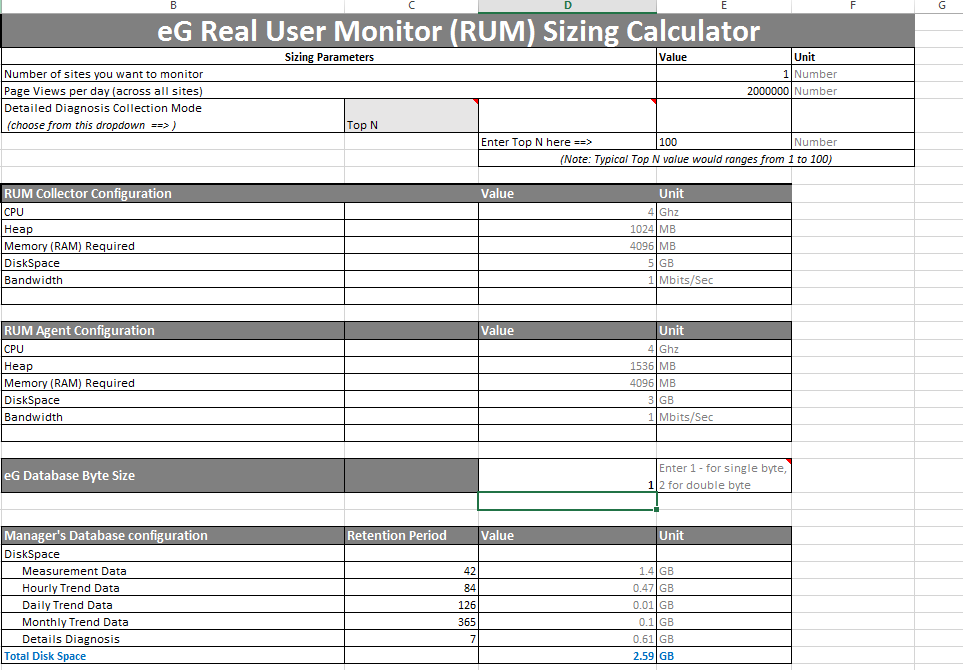 B C D E F G
eG Real User Monitor (RUM) Sizing Calculator
Sizing Parameters Value Unit
Number of sites you want to monitor 1 Number
Page Views per day (across all sites) 2000000 Number
Detailed Diagnosis Collection Mode
(choose from this dropdown ==> ) Top N
Enter Top N here ==> 100 Number
(Note: Typical Top N value would ranges from 1 to 100)
RUM Collector Configuration Value Unit
CPU 4 Ghz
Heap 1024 MB
Memory (RAM) Required 4096 MB
DiskSpace 5 GB
Bandwidth 1 Mbits/Sec
RUM Agent Configuration Value Unit
CPU 4 Ghz
Heap 1536 MB
Memory (RAM) Required 4096 MB
DiskSpace 3 GB
Bandwidth 1 Mbits/Sec
eG Database Byte Size 1 Enter 1 - for single byte,
2 for double byte
Manager's Database configuration Retention Period Value Unit
DiskSpace
Measurement Data 42 1.4 GB
Hourly Trend Data 84 0.47 GB
Daily Trend Data 126 0.01 GB
Monthly Trend Data 365 0.1 GB
Details Diagnosis 7 0.61 GB
Total Disk Space 2.59 GB